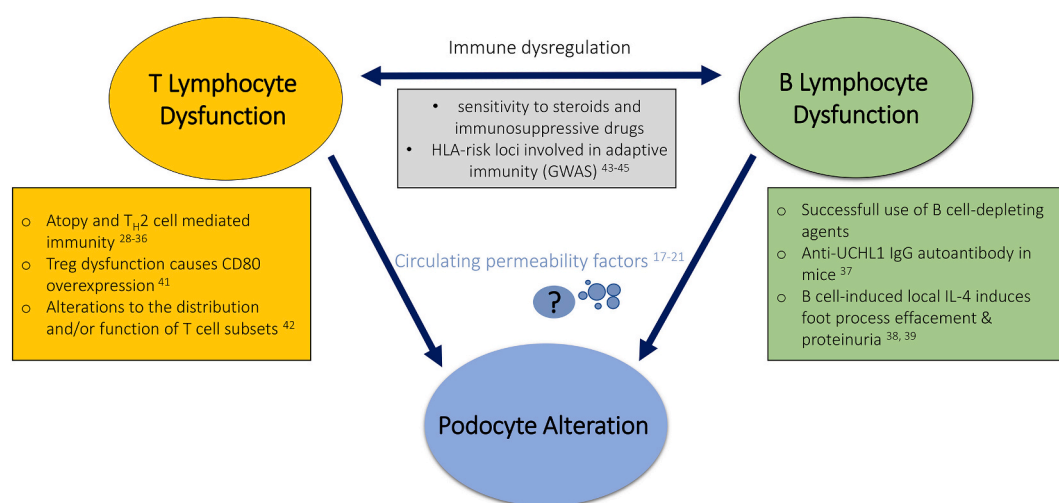 Immune dysregulation
T Lymphocyte
Dysfunction
B Lymphocyte
Dysfunction
• sensitivity to steroids and
immunosuppressive drugs
• HLA-risk loci involved in adaptive
immunity (GWAS) 43-45
o Atopy and TH2 cell mediated
immunity 28-36
o Treg dysfunction causes CD80
overexpression 41
o Alterations to the distribution
and/or function of T cell subsets 42
o Successfull use of B cell-depleting
agents
o Anti-UCHL1 IgG autoantibody in
mice 37
o B cell-induced local IL-4 induces
foot process effacement &
proteinuria 38, 39
Circulating permeability factors 17-21
?
Podocyte Alteration